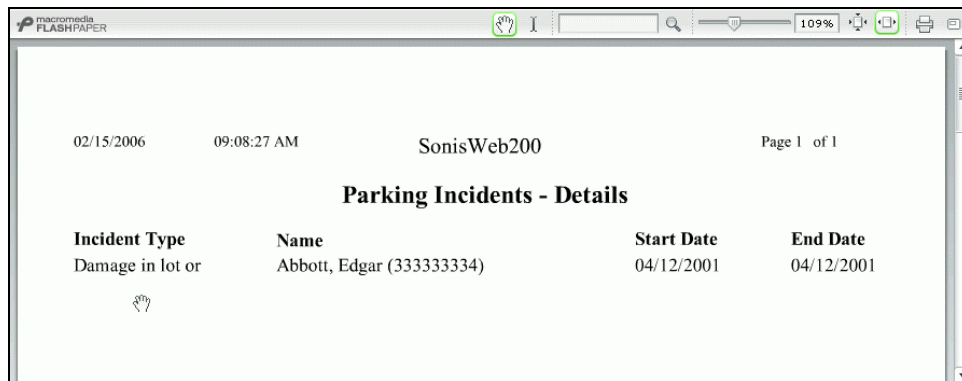 macromedia
FLASHPAPER
109%
02/15/2006 09:08:27 AM SonisWeb200 Page 1 of 1
Parking Incidents - Details
Incident Type Name Start Date End Date
Damage in lot or Abbott, Edgar (333333334) 04/12/2001 04/12/2001